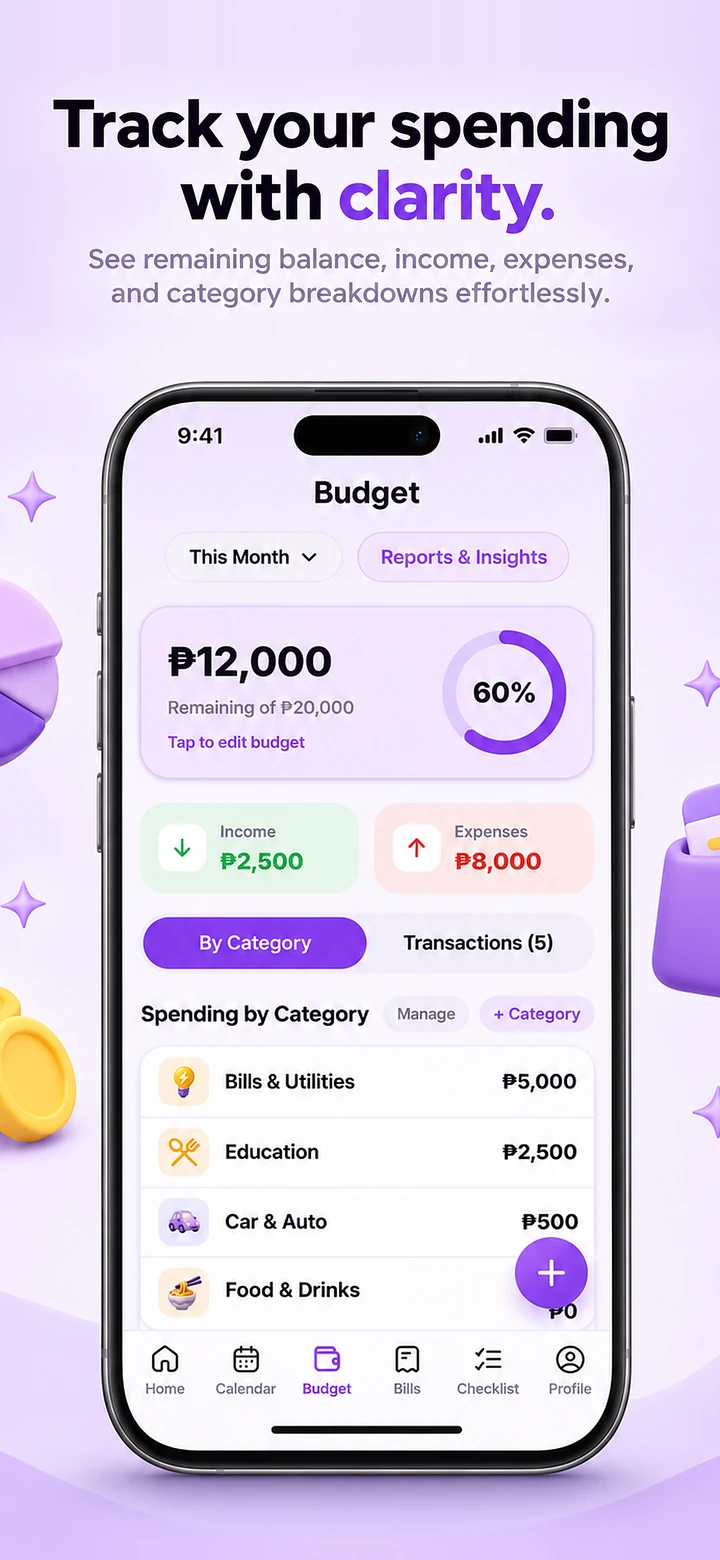 Track your spending
with clarity.
See remaining balance, income, expenses,
and category breakdowns effortlessly.
9:41
Budget
This Month
Reports & Insights
₱12,000
Remaining of ₱20,000
Tap to edit budget
60%
Income
₱2,500
Expenses
₱8,000
By Category
Transactions (5)
Spending by Category
Manage
+ Category
Bills & Utilities
₱5,000
Education
₱2,500
Car & Auto
₱500
Food & Drinks
₱0
Home
Calendar
Budget
Bills
Checklist
Profile